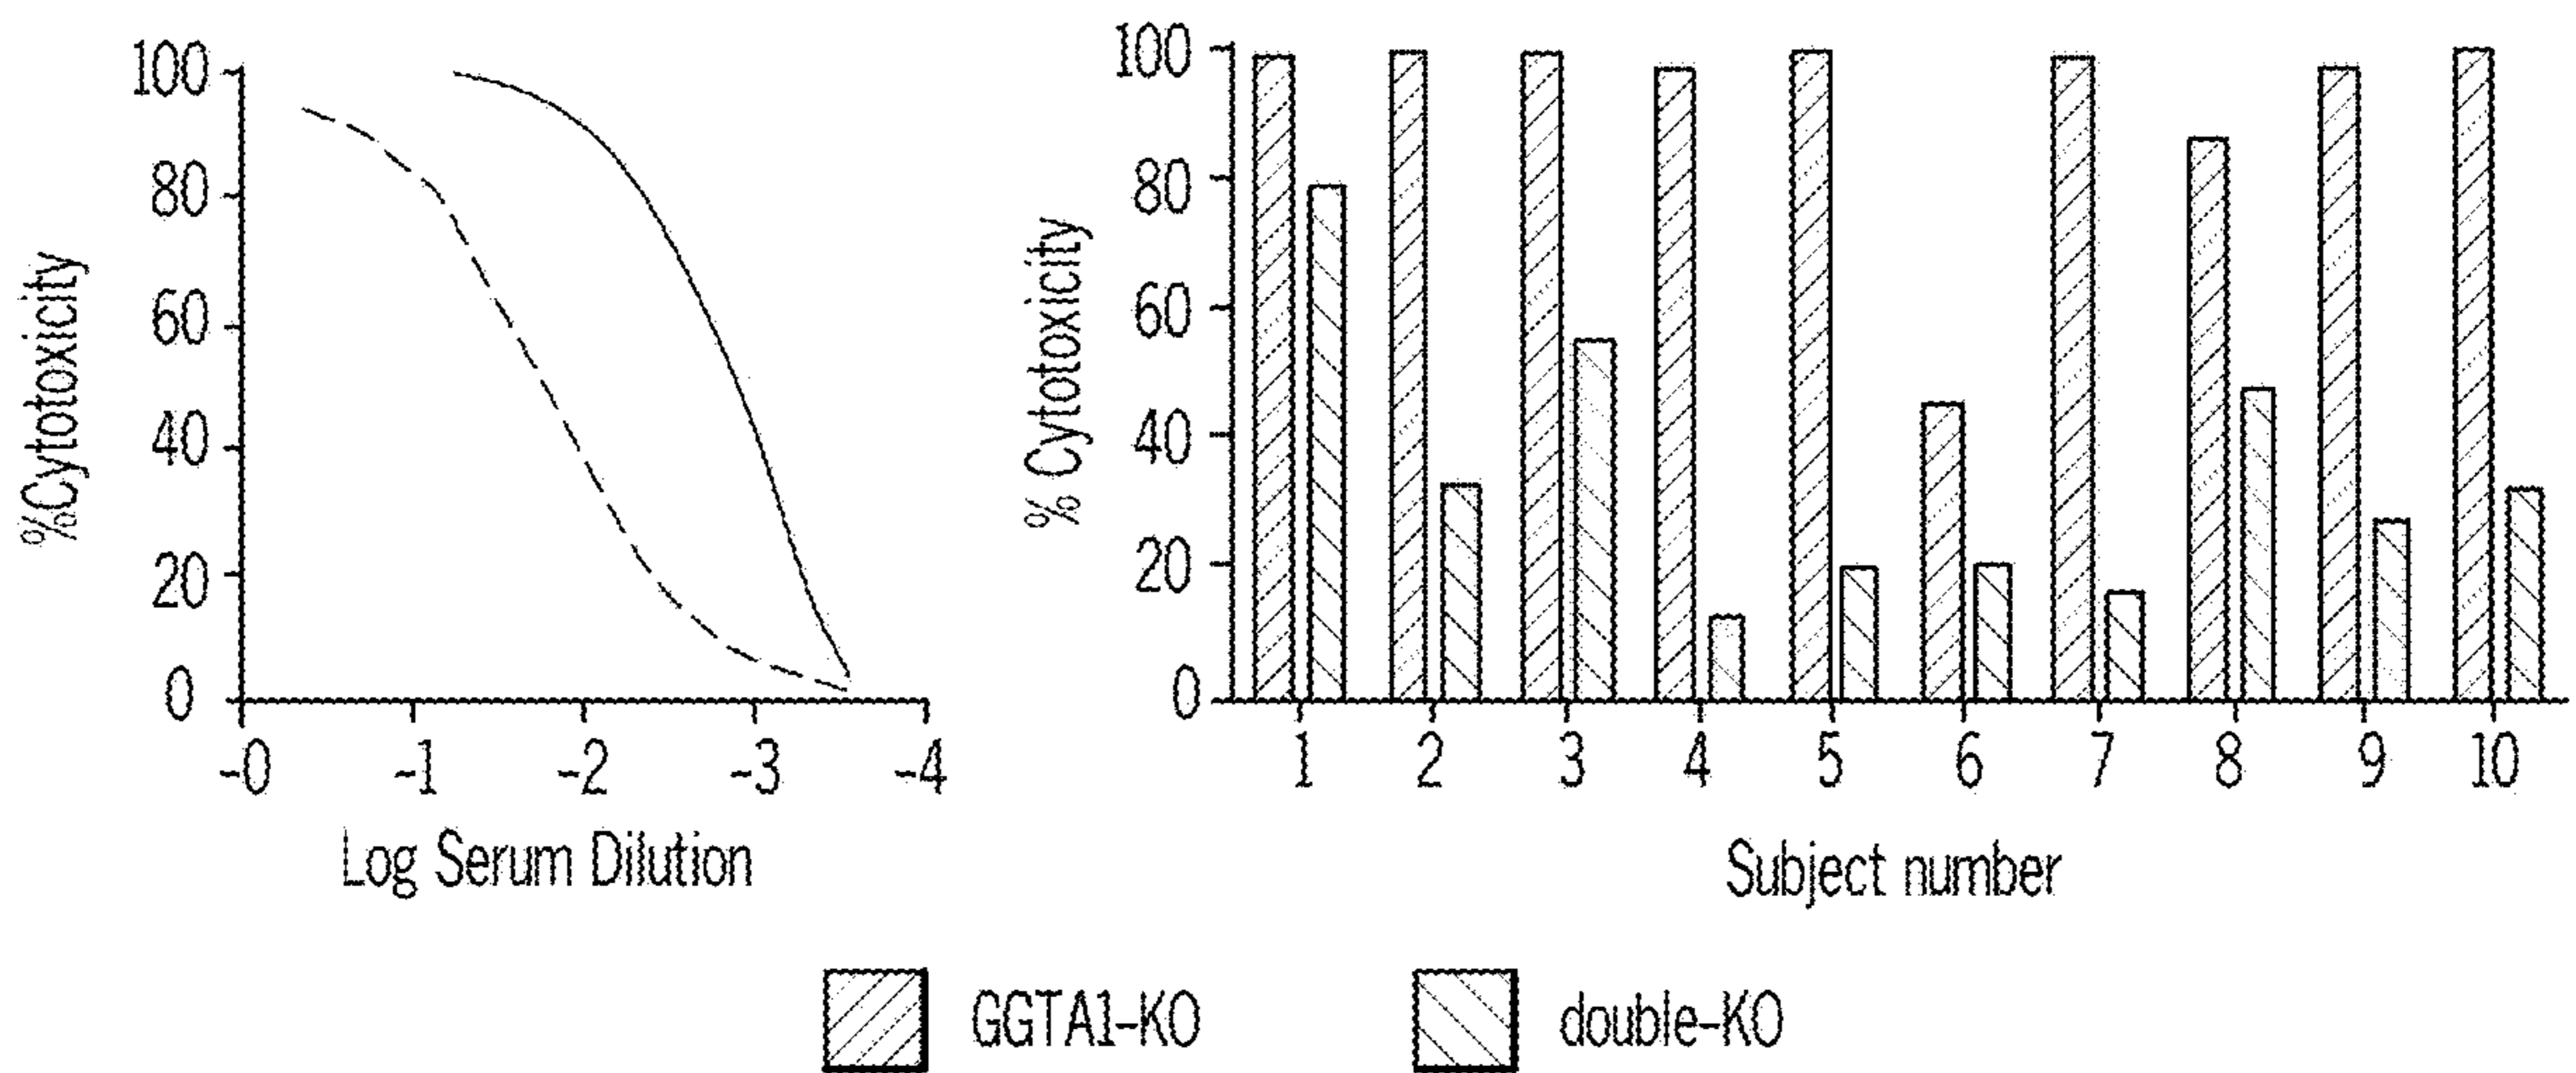 100
80
60
40
20
0
%Cytotoxicity
-0 -1 -2 -3 -4
Log Serum Dilution
100
80
60
40
20
0
% Cytotoxicity
1 2 3 4 5 6 7 8 9 10
Subject number
GGTA1-KO double-KO